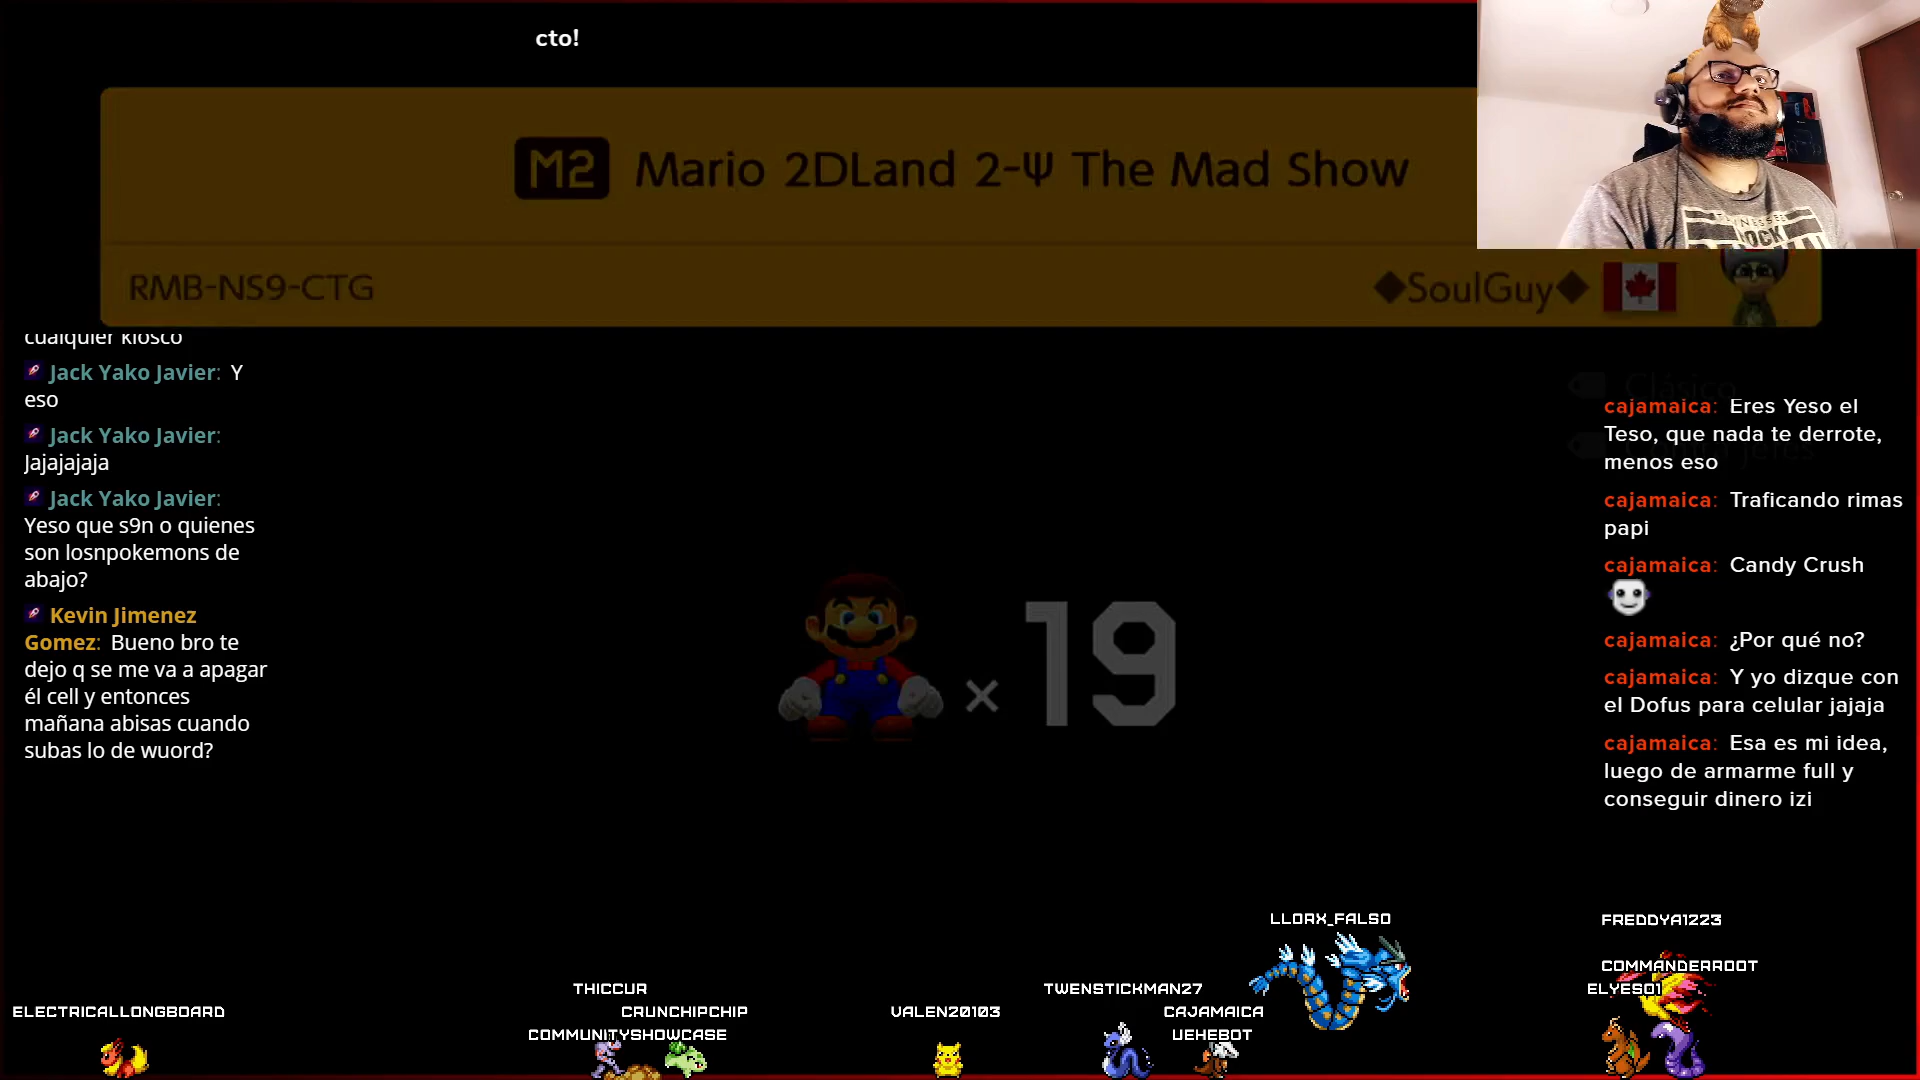 cto!
M2 Mario 2DLand 2-Ψ The Mad Show
RMB-NS9-CTG
◆SoulGuy◆
cualquier kiosco
Jack Yako Javier: Y
eso
Jack Yako Javier:
Jajajajaja
Jack Yako Javier:
Yeso que s9n o quienes
son losnpokemons de
abajo?
Kevin Jimenez
Gomez: Bueno bro te
dejo q se me va a apagar
él cell y entonces
mañana abisas cuando
subas lo de wuord?
Clásico
cajamaica: Eres Yeso el
Teso, que nada te derrote,
menos eso
cajamaica: Traficando rimas
papi
cajamaica: Candy Crush
cajamaica: ¿Por qué no?
cajamaica: Y yo dizque con
el Dofus para celular jajaja
cajamaica: Esa es mi idea,
luego de armarme full y
conseguir dinero izi
× 19
LLORX_FALSO
FREDDYA1223
COMMANDERROOT
ELYES01
THICCUR
TWENSTICKMAN27
ELECTRICALLONGBOARD
CRUNCHIPCHIP
VALEN20103
CAJAMAICA
COMMUNITYSHOWCASE
UEHEBOT